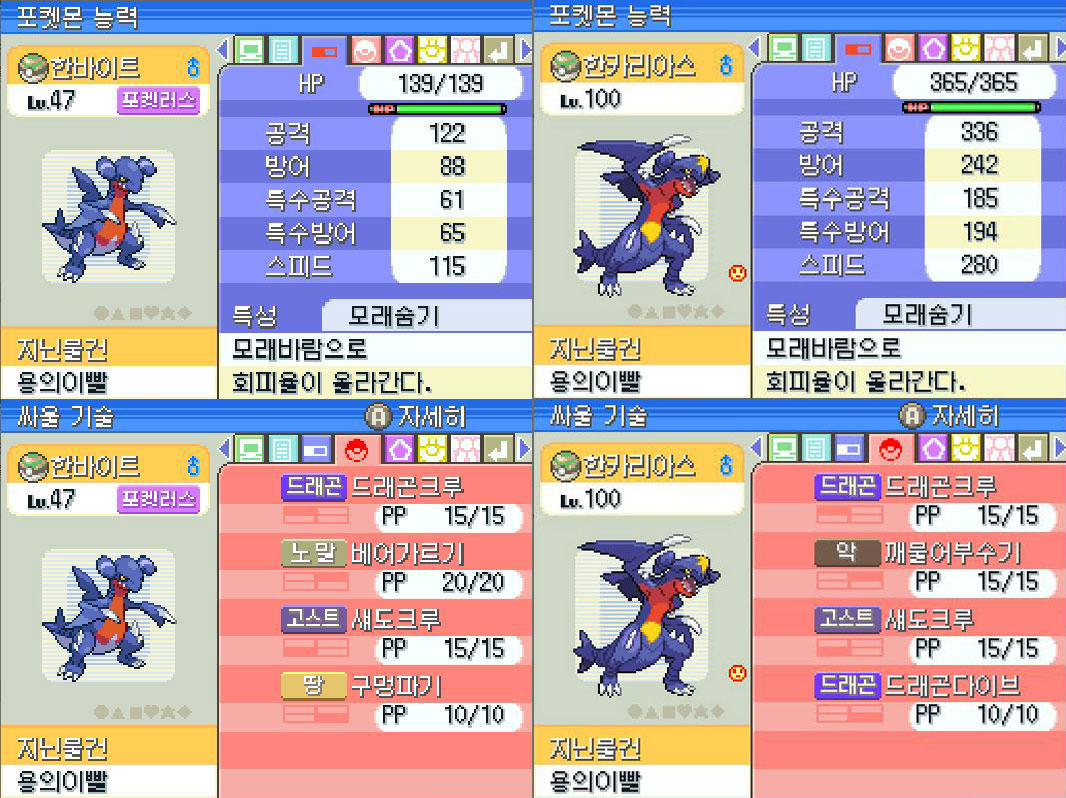 포켓몬 능력
한바이트 ♂
Lv.47 포켓러스
HP 139/139
HP
공격 122
방어 88
특수공격 61
특수방어 65
스피드 115
특성 모래숨기
모래바람으로
회피율이 올라간다.
지닌물건
용의이빨
포켓몬 능력
한카리아스 ♂
Lv.100
HP 365/365
HP
공격 336
방어 242
특수공격 185
특수방어 194
스피드 280
특성 모래숨기
모래바람으로
회피율이 올라간다.
지닌물건
용의이빨
싸울 기술 A 자세히
한바이트 ♂
Lv.47 포켓러스
드래곤 드래곤크루
PP 15/15
노말 베어가르기
PP 20/20
고스트 섀도크루
PP 15/15
땅 구멍파기
PP 10/10
지닌물건
용의이빨
싸울 기술 A 자세히
한카리아스 ♂
Lv.100
드래곤 드래곤크루
PP 15/15
악 깨물어부수기
PP 15/15
고스트 섀도크루
PP 15/15
드래곤 드래곤다이브
PP 10/10
지닌물건
용의이빨